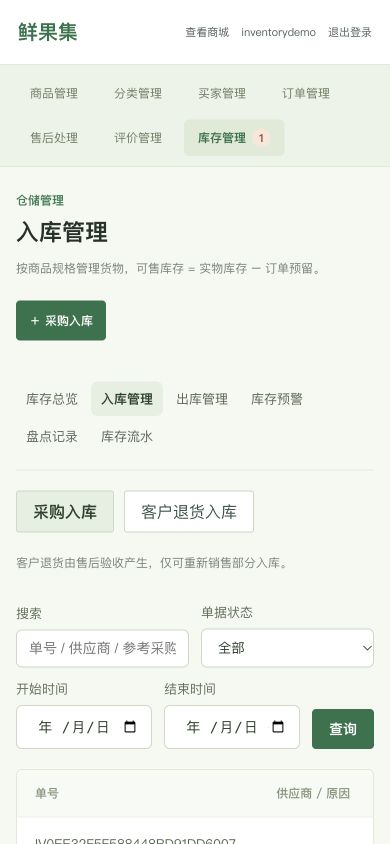 鲜果集
查看商城 inventorydemo 退出登录
商品管理 分类管理 买家管理 订单管理
售后处理 评价管理 库存管理 1
仓储管理
入库管理
按商品规格管理货物，可售库存 = 实物库存 − 订单预留。
+ 采购入库
库存总览 入库管理 出库管理 库存预警
盘点记录 库存流水
采购入库 客户退货入库
客户退货由售后验收产生，仅可重新销售部分入库。
搜索 单据状态
单号 / 供应商 / 参考采购 全部
开始时间 结束时间
年 /月/日 年 /月/日 查询
单号 供应商 / 原因